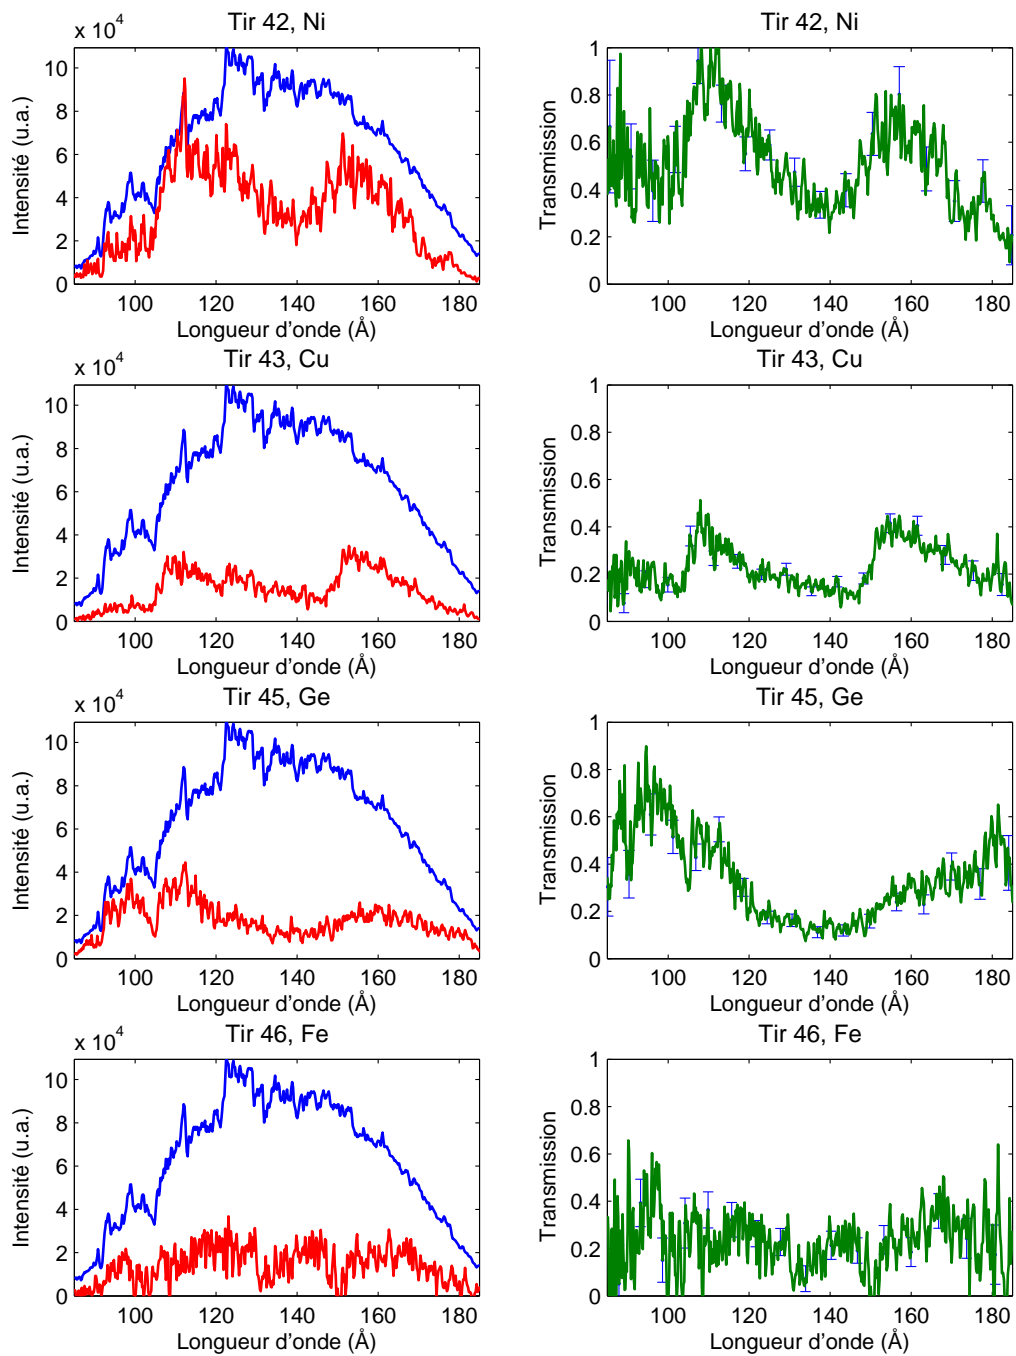 x 10^4
Tir 42, Ni
Intensité (u.a.)
10
8
6
4
2
0
100 120 140 160 180
Longueur d'onde (Å)
Tir 42, Ni
Transmission
1
0.8
0.6
0.4
0.2
0
100 120 140 160 180
Longueur d'onde (Å)
x 10^4
Tir 43, Cu
Intensité (u.a.)
10
8
6
4
2
0
100 120 140 160 180
Longueur d'onde (Å)
Tir 43, Cu
Transmission
1
0.8
0.6
0.4
0.2
0
100 120 140 160 180
Longueur d'onde (Å)
x 10^4
Tir 45, Ge
Intensité (u.a.)
10
8
6
4
2
0
100 120 140 160 180
Longueur d'onde (Å)
Tir 45, Ge
Transmission
1
0.8
0.6
0.4
0.2
0
100 120 140 160 180
Longueur d'onde (Å)
x 10^4
Tir 46, Fe
Intensité (u.a.)
10
8
6
4
2
0
100 120 140 160 180
Longueur d'onde (Å)
Tir 46, Fe
Transmission
1
0.8
0.6
0.4
0.2
0
100 120 140 160 180
Longueur d'onde (Å)